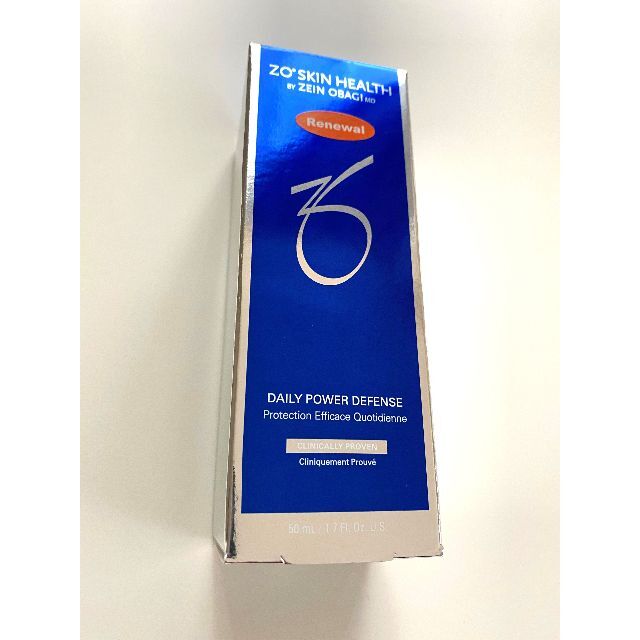 ZO® SKIN HEALTH
BY ZEIN OBAGI MD
Renewal
DAILY POWER DEFENSE
Protection Efficace Quotidienne
CLINICALLY PROVEN
Cliniquement Prouvé
50 mL / 1.7 Fl. Oz. U.S.